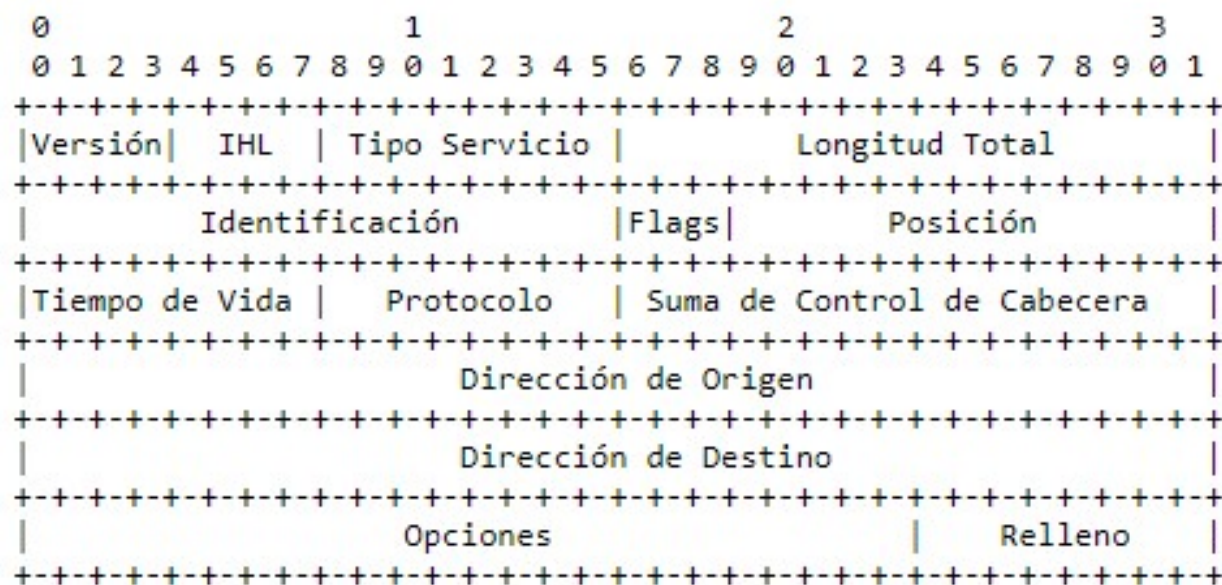 0                   1                   2                   3
0 1 2 3 4 5 6 7 8 9 0 1 2 3 4 5 6 7 8 9 0 1 2 3 4 5 6 7 8 9 0 1
+-+-+-+-+-+-+-+-+-+-+-+-+-+-+-+-+-+-+-+-+-+-+-+-+-+-+-+-+-+-+-+-+
|Versión|  IHL  | Tipo Servicio |         Longitud Total        |
+-+-+-+-+-+-+-+-+-+-+-+-+-+-+-+-+-+-+-+-+-+-+-+-+-+-+-+-+-+-+-+-+
|         Identificación        |Flags|        Posición         |
+-+-+-+-+-+-+-+-+-+-+-+-+-+-+-+-+-+-+-+-+-+-+-+-+-+-+-+-+-+-+-+-+
|Tiempo de Vida |   Protocolo   | Suma de Control de Cabecera   |
+-+-+-+-+-+-+-+-+-+-+-+-+-+-+-+-+-+-+-+-+-+-+-+-+-+-+-+-+-+-+-+-+
|                       Dirección de Origen                     |
+-+-+-+-+-+-+-+-+-+-+-+-+-+-+-+-+-+-+-+-+-+-+-+-+-+-+-+-+-+-+-+-+
|                       Dirección de Destino                    |
+-+-+-+-+-+-+-+-+-+-+-+-+-+-+-+-+-+-+-+-+-+-+-+-+-+-+-+-+-+-+-+-+
|                    Opciones                   |    Relleno    |
+-+-+-+-+-+-+-+-+-+-+-+-+-+-+-+-+-+-+-+-+-+-+-+-+-+-+-+-+-+-+-+-+